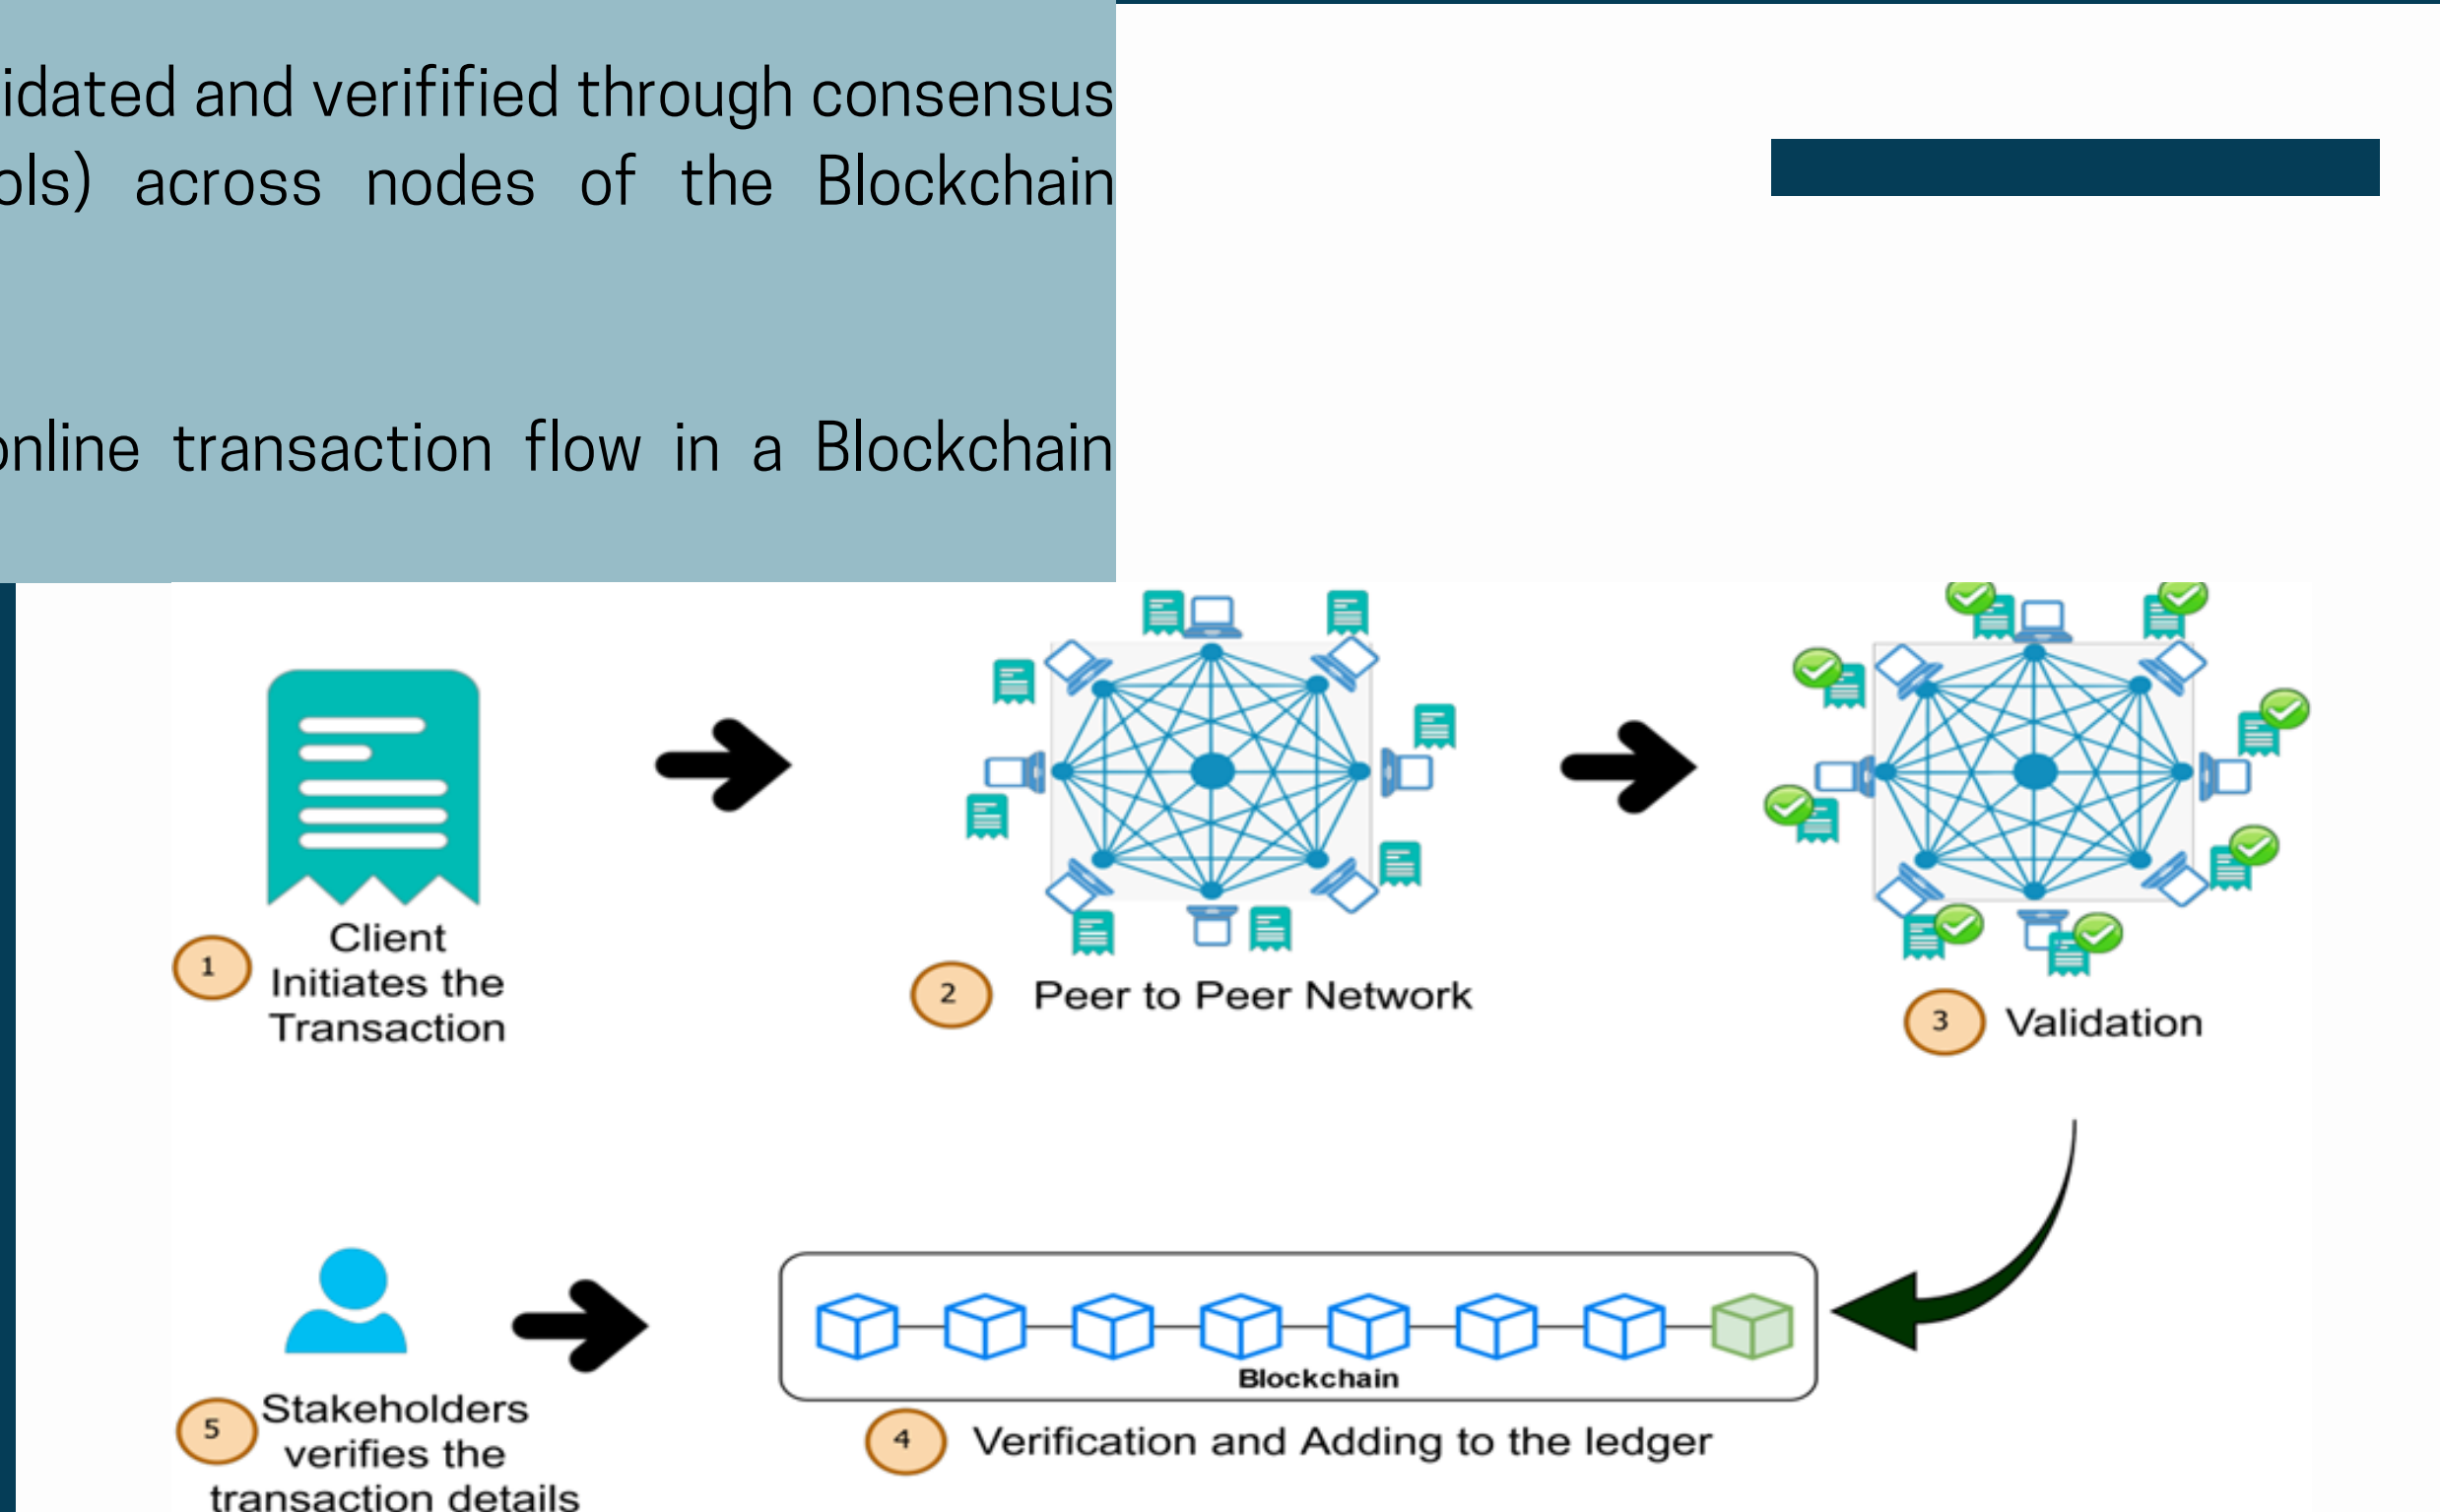 idated and verifified through consensus
ols) across nodes of the Blockchain
online transaction flow in a Blockchain
Client
Initiates the
Transaction
1
2
Peer to Peer Network
3
Validation
Blockchain
5
Stakeholders
verifies the
transaction details
4
Verification and Adding to the ledger